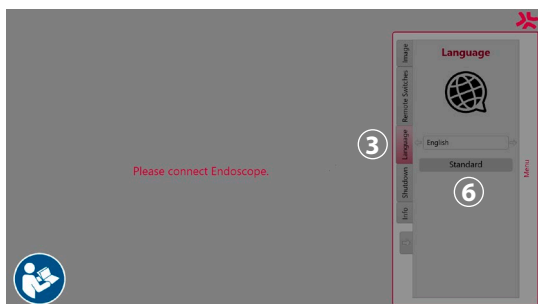 Language
Image
Remote Switches
Language
Shutdown
Info
3
English
Standard
6
Menu
Please connect Endoscope.